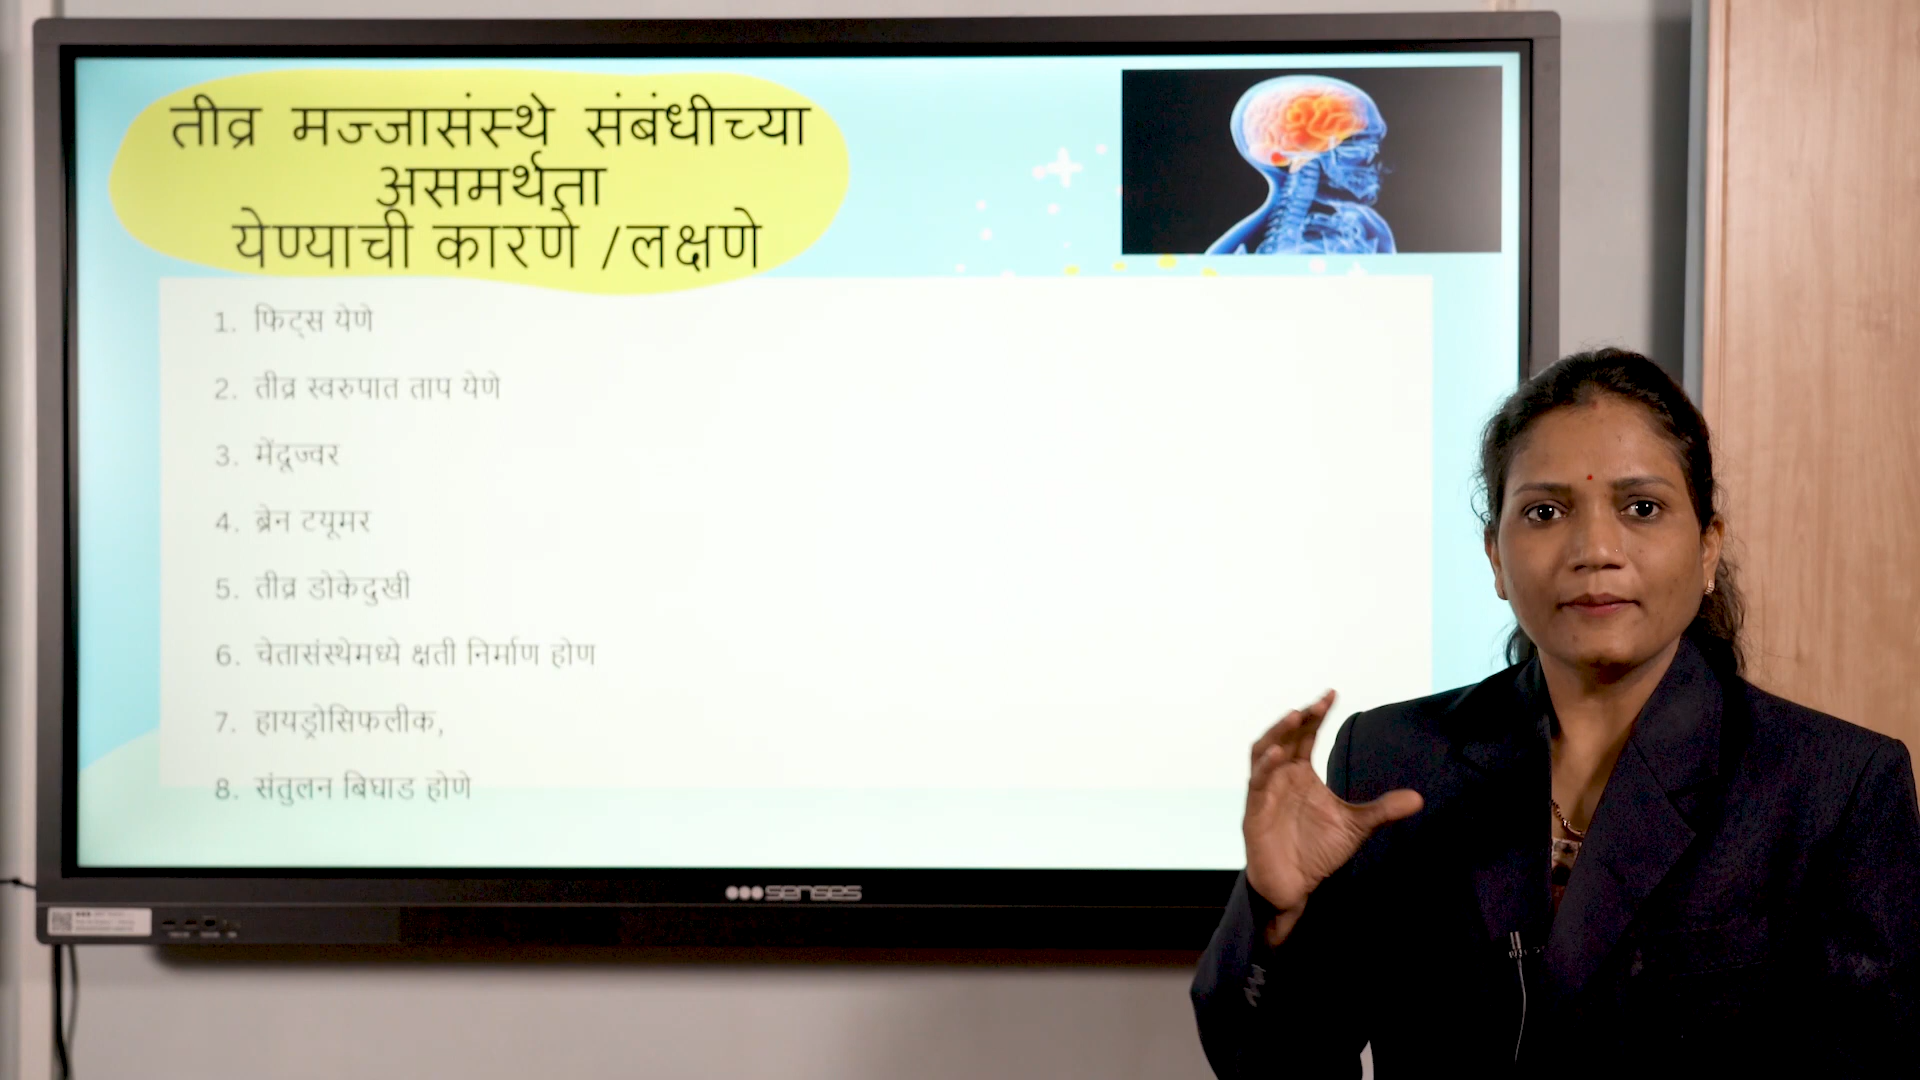 तीव्र मज्जासंस्थे संबंधीच्या
असमर्थता
येण्याची कारणे /लक्षणे
1. फिट्स येणे
2. तीव्र स्वरुपात ताप येणे
3. मेंदूज्वर
4. ब्रेन टयूमर
5. तीव्र डोकेदुखी
6. चेतासंस्थेमध्ये क्षती निर्माण होण
7. हायड्रोसिफलीक,
8. संतुलन बिघाड होणे
senses